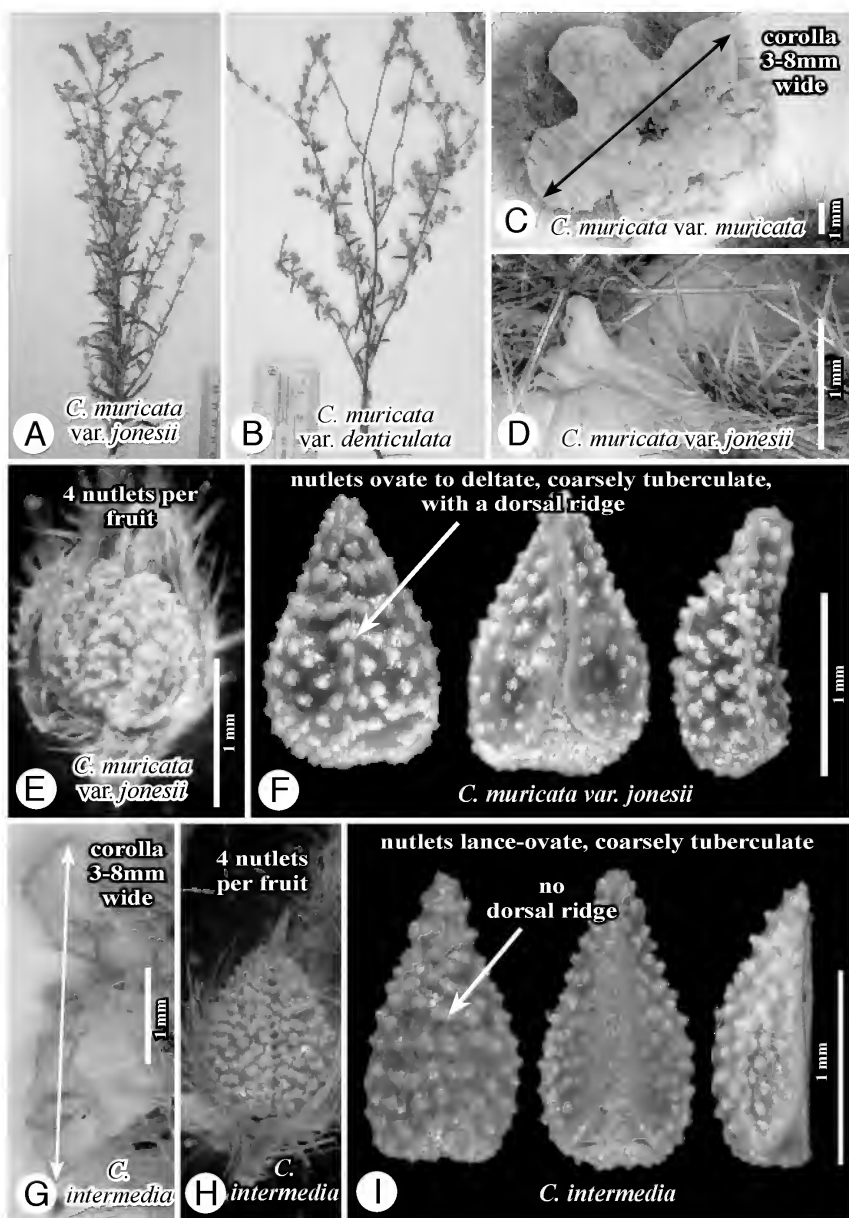 A
C. muricata
var. jonesii
B
C. muricata
var. denticulata
corolla
3-8mm
wide
1 mm
C
C. muricata var. muricata
1 mm
D
C. muricata var. jonesii
4 nutlets per
fruit
1 mm
E
C. muricata
var. jonesii
nutlets ovate to deltate, coarsely tuberculate,
with a dorsal ridge
1 mm
F
C. muricata var. jonesii
corolla
3-8mm
wide
1 mm
G
C.
intermedia
4 nutlets
per fruit
H
C.
intermedia
nutlets lance-ovate, coarsely tuberculate
no
dorsal ridge
1 mm
I
C. intermedia